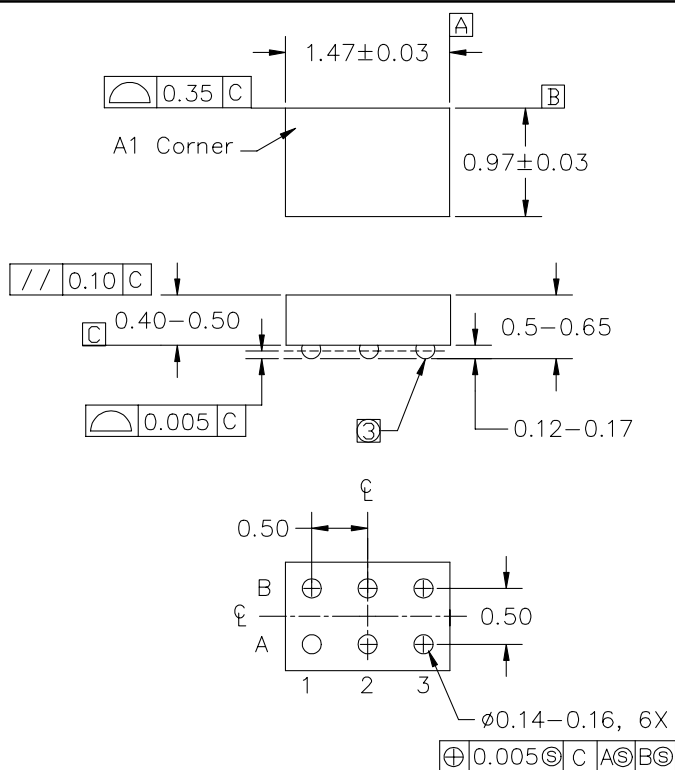 A
1.47±0.03
⌓ 0.35 C
B
A1 Corner
0.97±0.03
// 0.10 C
0.40-0.50
0.5-0.65
C
⌓ 0.005 C
3
0.12-0.17
℄
0.50
B
℄
0.50
A
1 2 3
⌀0.14-0.16, 6X
⌖ 0.005Ⓢ C AⓈ BⓈ